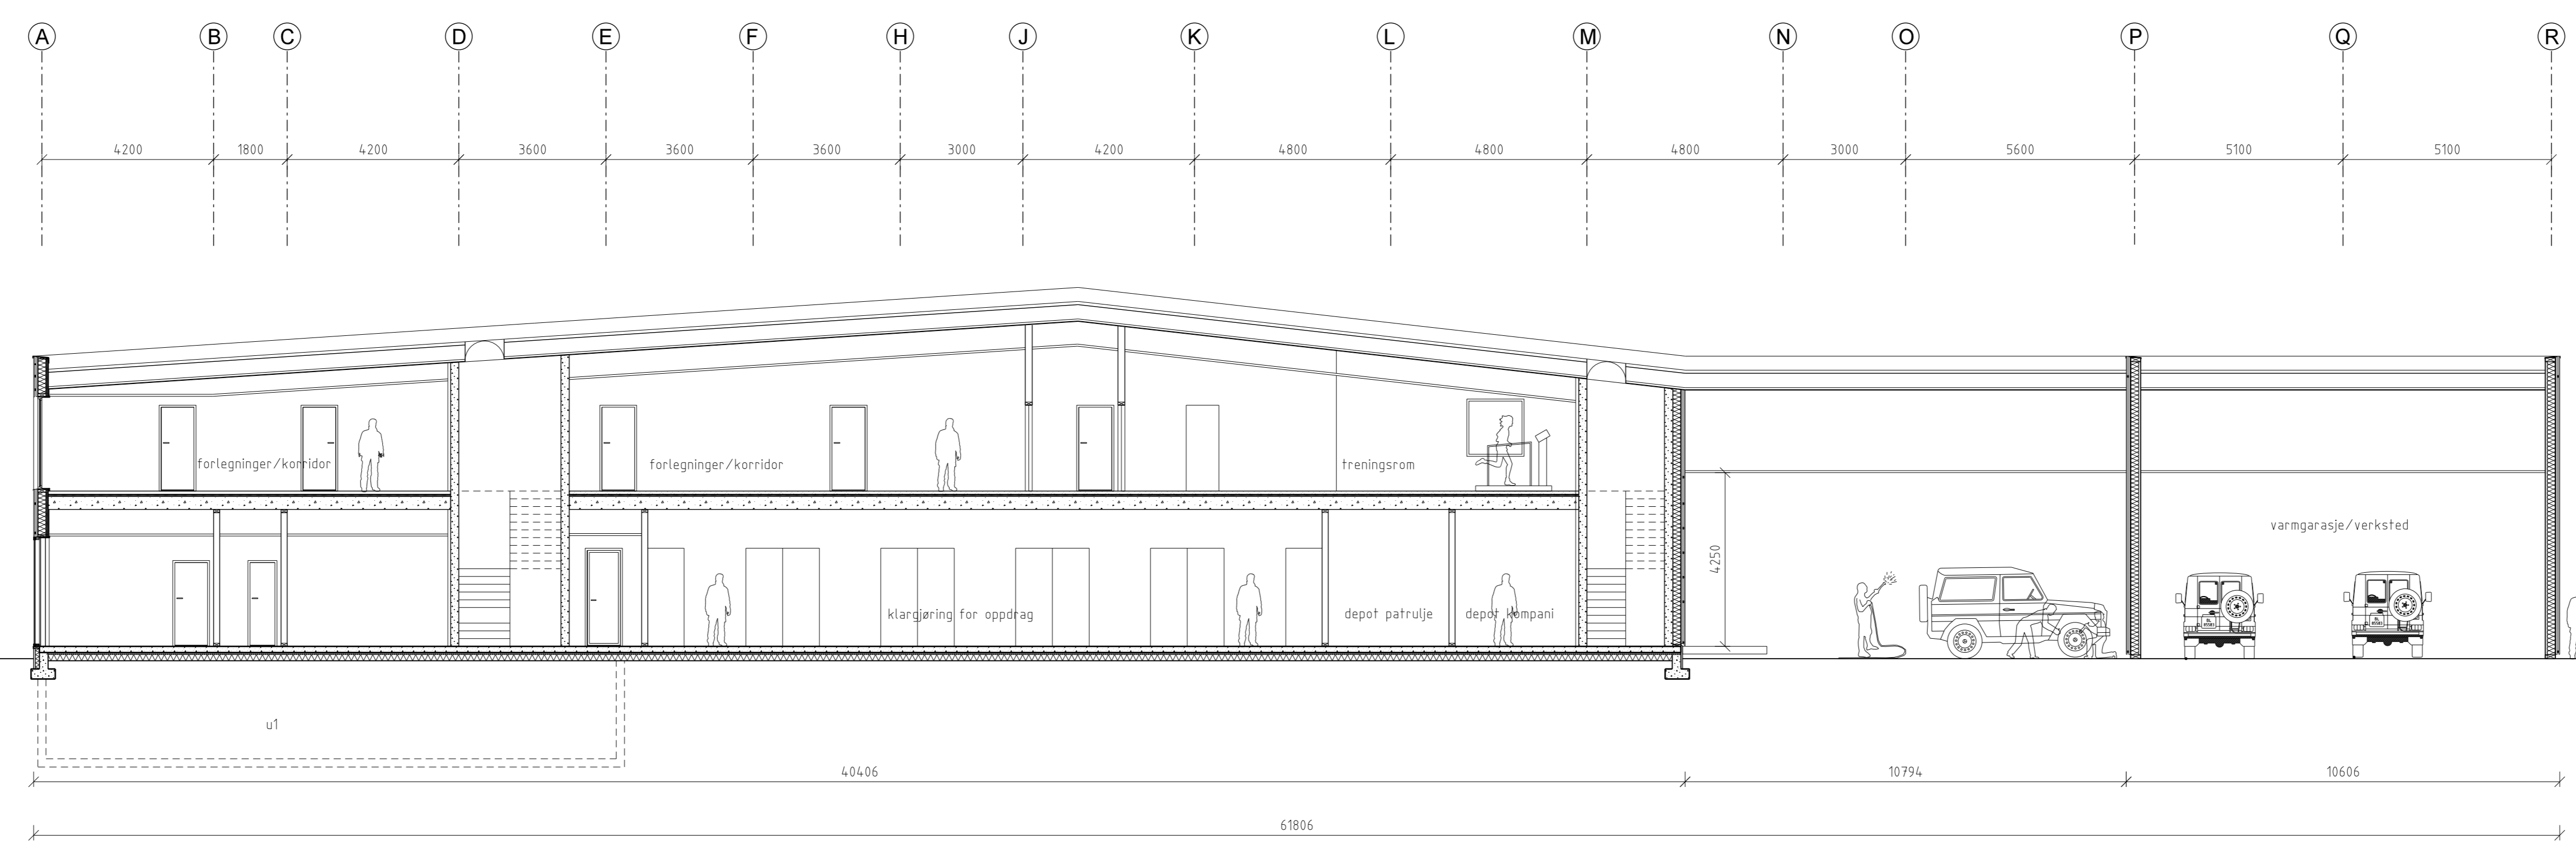 A B C D E F H J K L M N O P Q R
4200 1800 4200 3600 3600 3600 3000 4200 4800 4800 4800 3000 5600 5100 5100
forlegninger/korridor forlegninger/korridor treningsrom
varmgarasje/verksted
4250
klargjøring for oppdrag depot patrulje depot kompani
u1
40406 10794 10606
61806